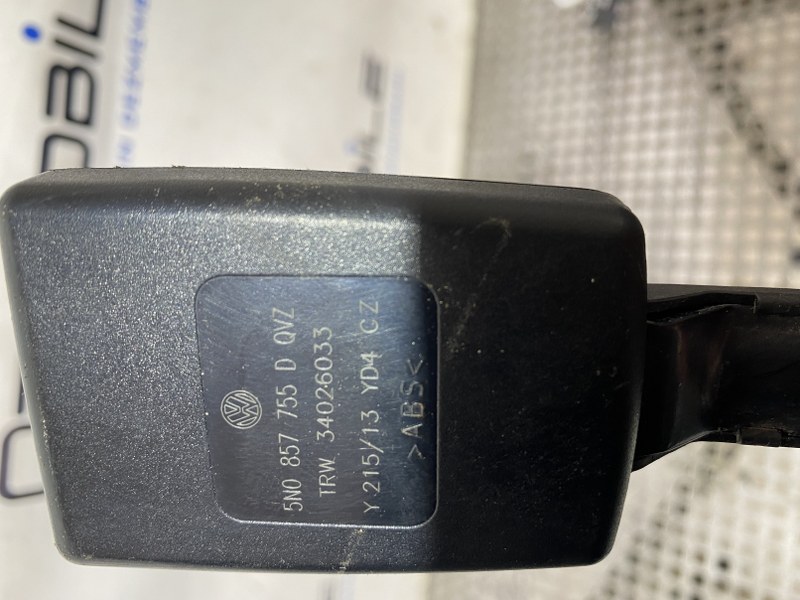 5N0 857 755 D QVZ
TRW 34026033
Y 215/13 YD4 CZ
>ABS<